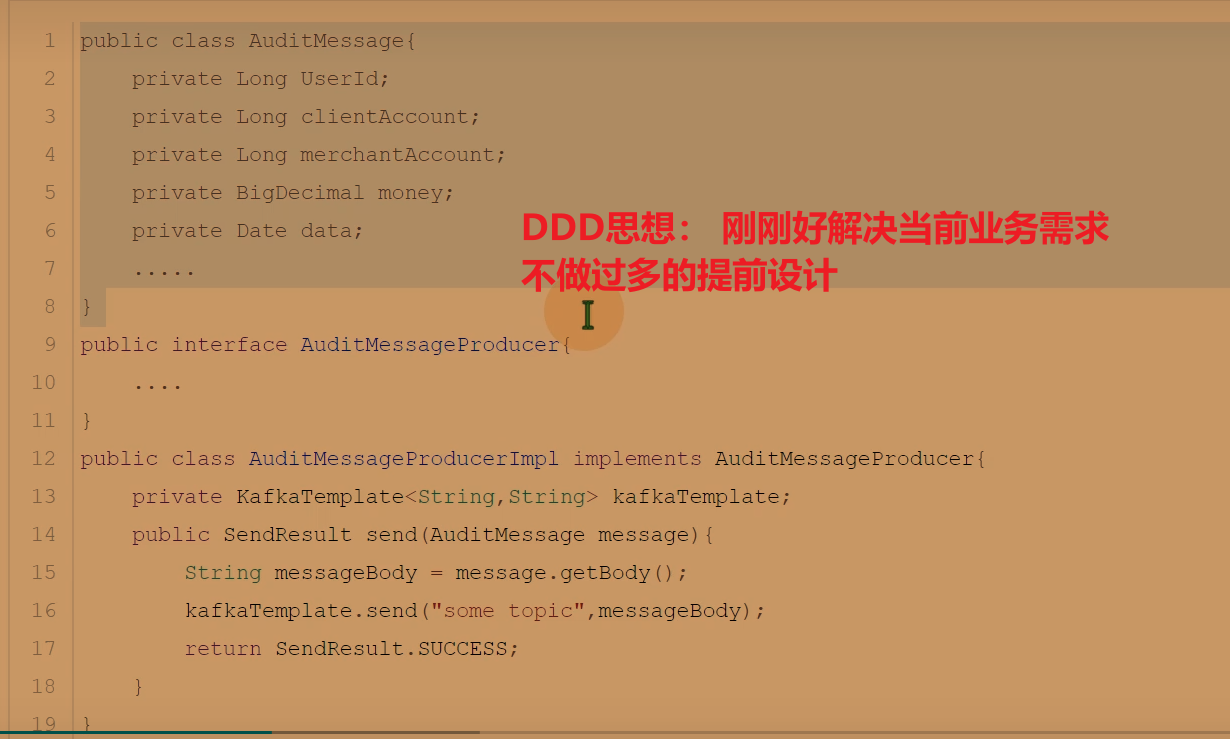 1 public class AuditMessage{
2 private Long UserId;
3 private Long clientAccount;
4 private Long merchantAccount;
5 private BigDecimal money;
6 private Date data;
DDD思想： 刚刚好解决当前业务需求
7 .....
不做过多的提前设计
8 }
9 public interface AuditMessageProducer{
10 ....
11 }
12 public class AuditMessageProducerImpl implements AuditMessageProducer{
13 private KafkaTemplate<String,String> kafkaTemplate;
14 public SendResult send(AuditMessage message){
15 String messageBody = message.getBody();
16 kafkaTemplate.send("some topic",messageBody);
17 return SendResult.SUCCESS;
18 }
19 }